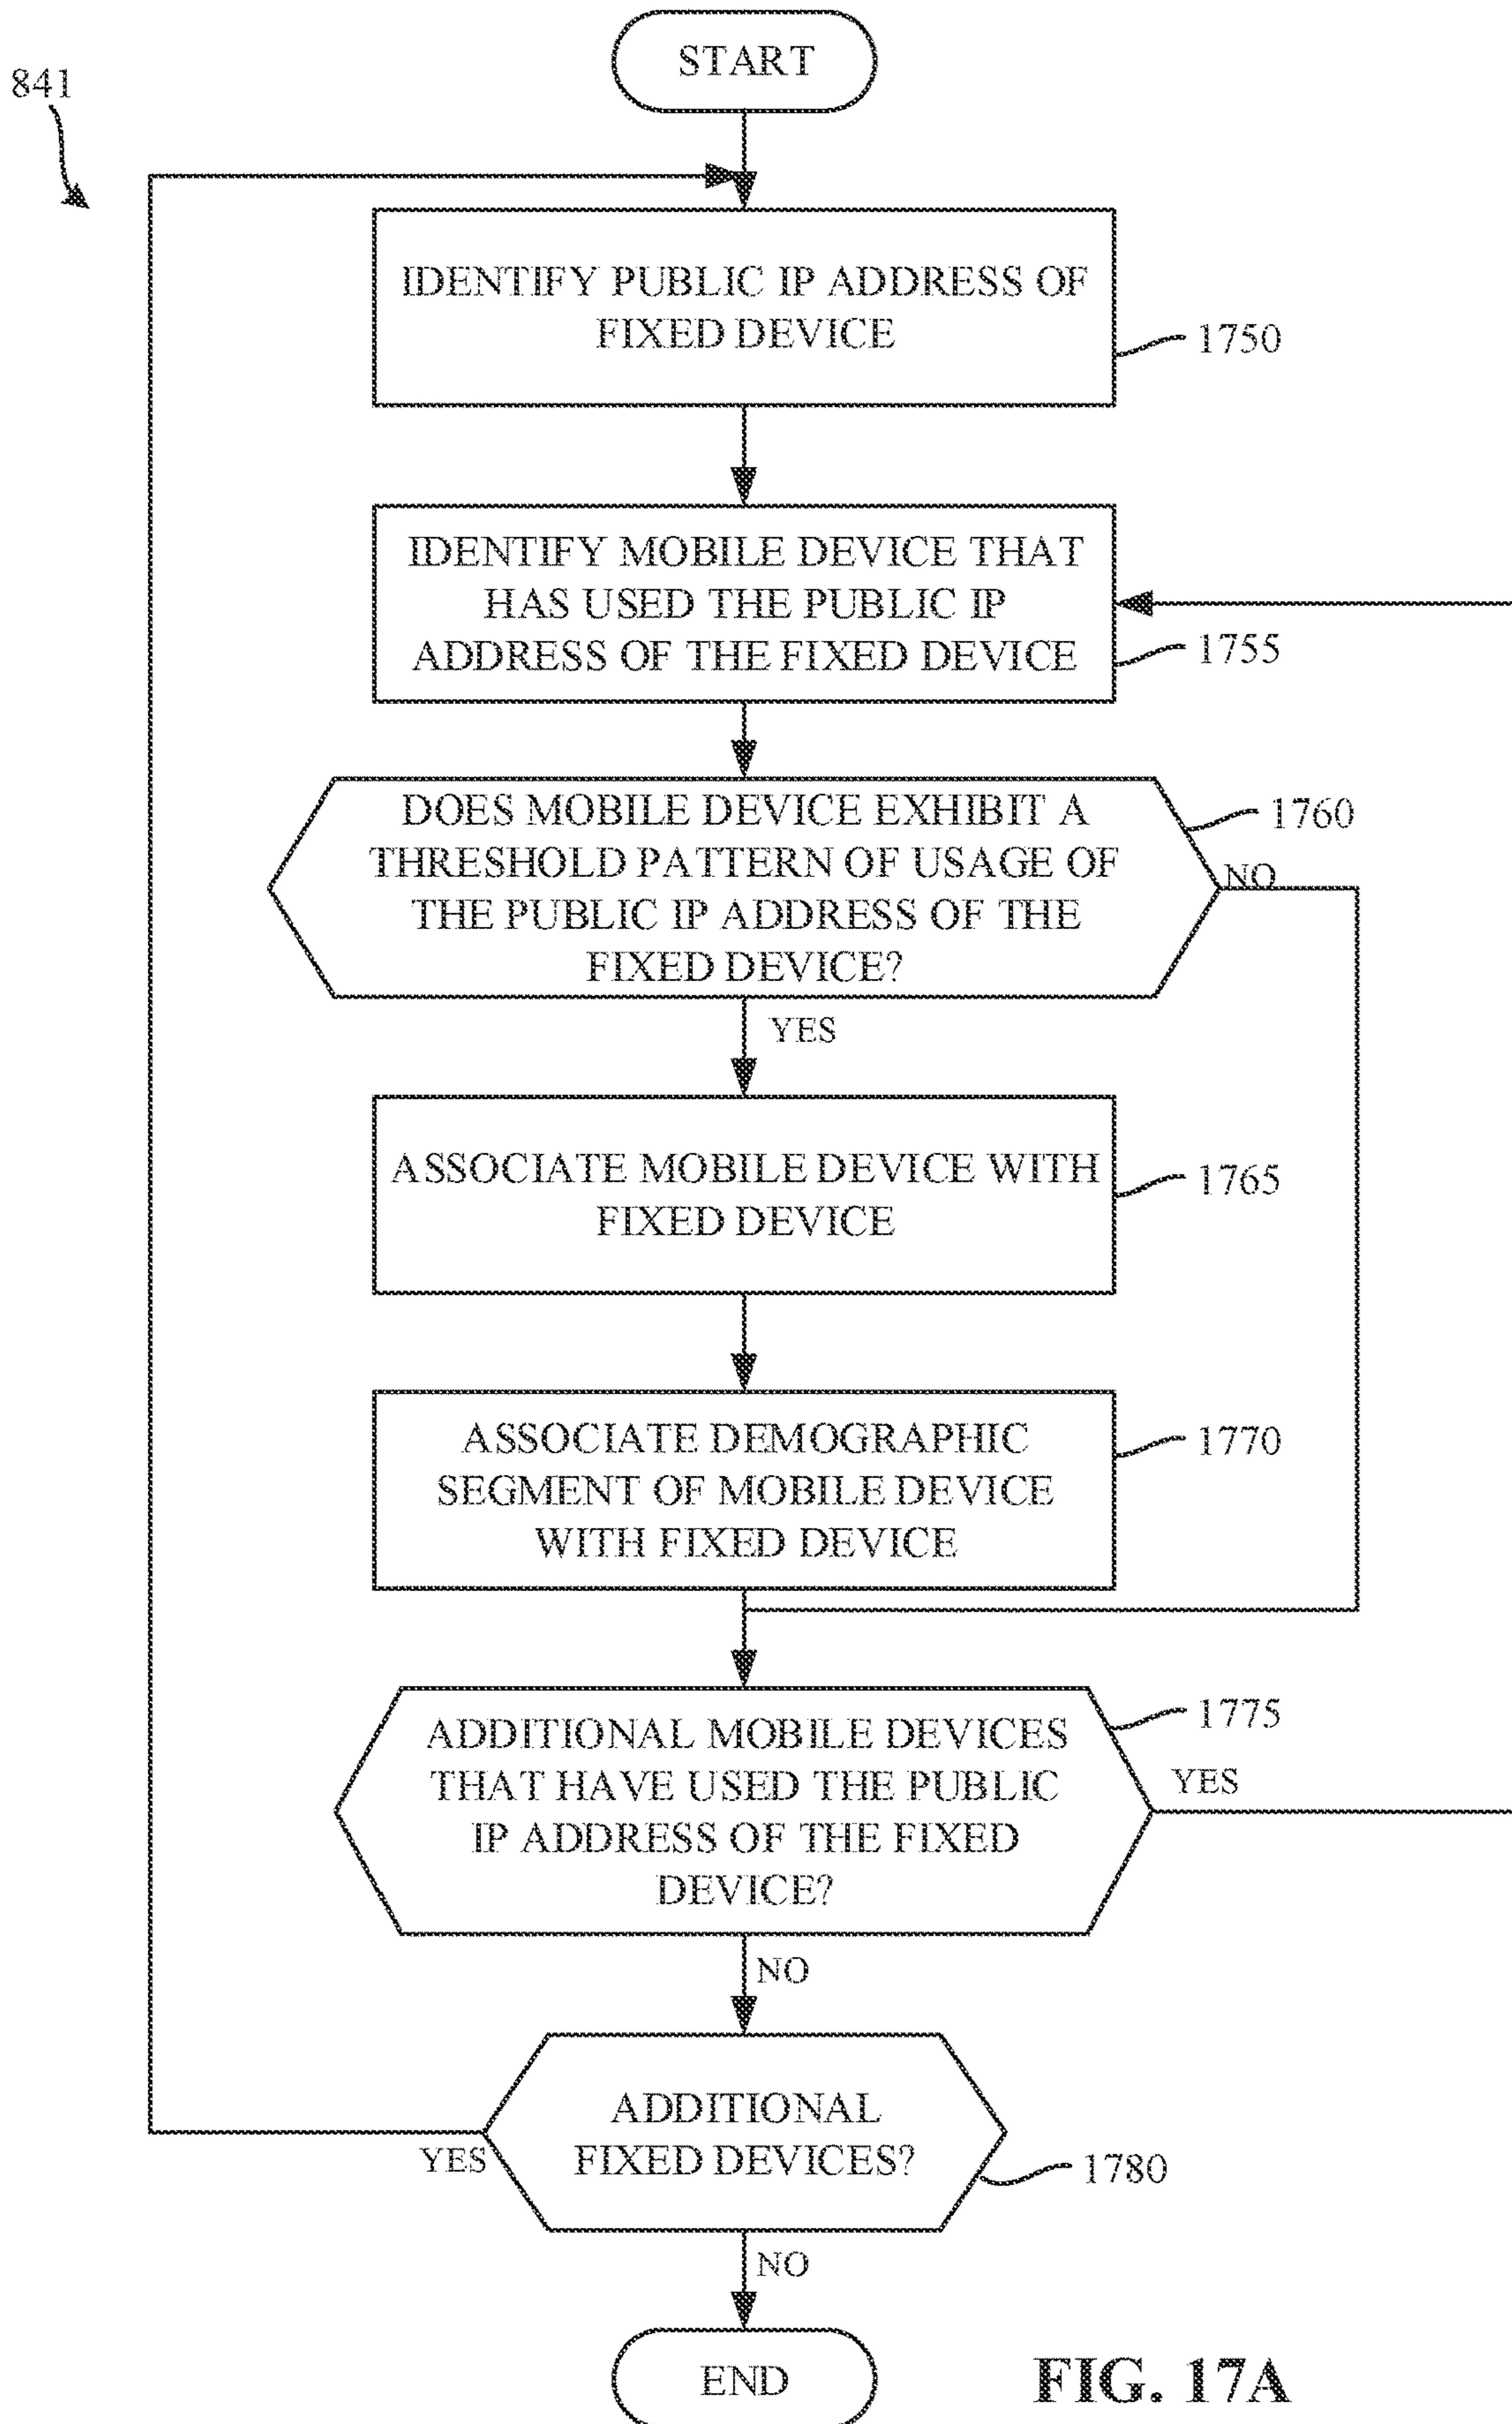 START
841
IDENTIFY PUBLIC IP ADDRESS OF
FIXED DEVICE
1750
IDENTIFY MOBILE DEVICE THAT
HAS USED THE PUBLIC IP
ADDRESS OF THE FIXED DEVICE
1755
DOES MOBILE DEVICE EXHIBIT A
THRESHOLD PATTERN OF USAGE OF
THE PUBLIC IP ADDRESS OF THE
FIXED DEVICE?
1760
NO
YES
ASSOCIATE MOBILE DEVICE WITH
FIXED DEVICE
1765
ASSOCIATE DEMOGRAPHIC
SEGMENT OF MOBILE DEVICE
WITH FIXED DEVICE
1770
ADDITIONAL MOBILE DEVICES
THAT HAVE USED THE PUBLIC
IP ADDRESS OF THE FIXED
DEVICE?
1775
YES
NO
ADDITIONAL
FIXED DEVICES?
YES
1780
NO
END
FIG. 17A